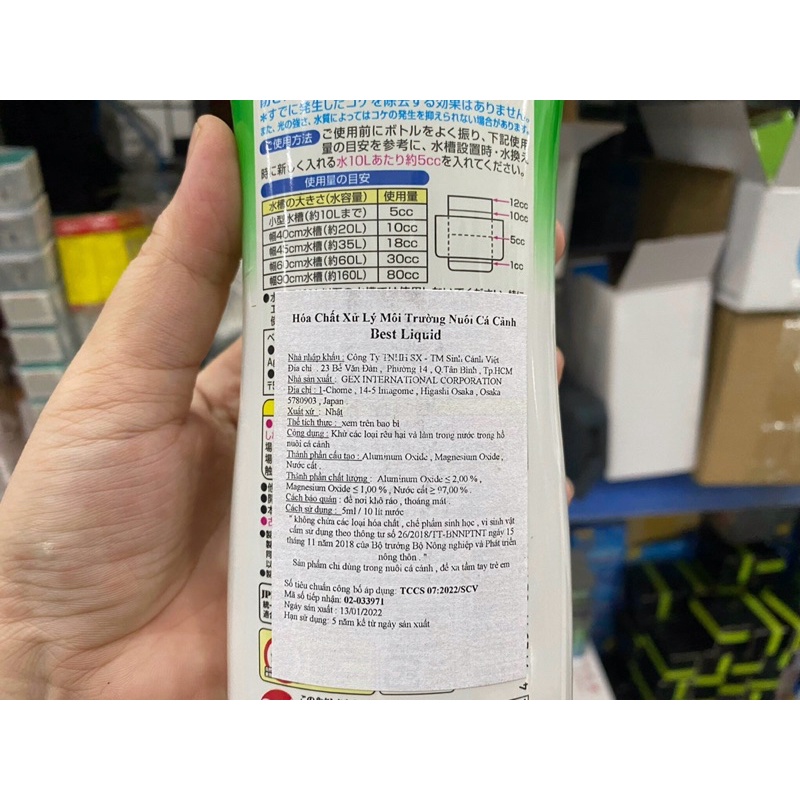 ＊すでに発生したコケを除去する効果はありません。
また、光の強さ、水質によってはコケの発生を抑えられない場合があります。
ご使用方法 ご使用前にボトルをよく振り、下記使用
量の目安を参考に、水槽設置時・水換え
時に新しく入れる水10Lあたり約5ccを入れてください。
使用量の目安
水槽の大きさ(水容量) 使用量
小型水槽(約10Lまで) 5cc
幅40cm水槽(約20L) 10cc
幅45cm水槽(約35L) 18cc
幅60cm水槽(約60L) 30cc
幅90cm水槽(約160L) 80cc
12cc
10cc
5cc
1cc
Hóa Chất Xử Lý Môi Trường Nuôi Cá Cảnh
Best Liquid
Nhà nhập khẩu : Công Ty TNHH SX - TM Sinh Cảnh Việt
Địa chỉ : 23 Bế Văn Đàn , Phường 14 , Q.Tân Bình , Tp.HCM
Nhà sản xuất : GEX INTERNATIONAL CORPORATION
Địa chỉ : 1-Chome , 14-5 Imagome , Higashi Osaka , Osaka
5780903 , Japan .
Xuất xứ : Nhật
Thể tích thực : xem trên bao bì
Công dụng : Khử các loại rêu hại và làm trong nước trong hồ
nuôi cá cảnh
Thành phần cấu tạo : Aluminum Oxide , Magnesium Oxide ,
Nước cất .
Thành phần chất lượng : Aluminum Oxide ≤ 2,00 % ,
Magnesium Oxide ≤ 1,00 % , Nước cất ≥ 97,00 % .
Cách bảo quản : để nơi khô ráo , thoáng mát .
Cách sử dụng : 5ml / 10 lít nước
" không chứa các loại hóa chất , chế phẩm sinh học , vi sinh vật
cấm sử dụng theo thông tư số 26/2018/TT-BNNPTNT ngày 15
tháng 11 năm 2018 của Bộ trưởng Bộ Nông nghiệp và Phát triển
nông thôn . "
Sản phẩm chỉ dùng trong nuôi cá cảnh , để xa tầm tay trẻ em
Số tiêu chuẩn công bố áp dụng: TCCS 07:2022/SCV
Mã số tiếp nhận: 02-033971
Ngày sản xuất : 13/01/2022
Hạn sử dụng: 5 năm kể từ ngày sản xuất